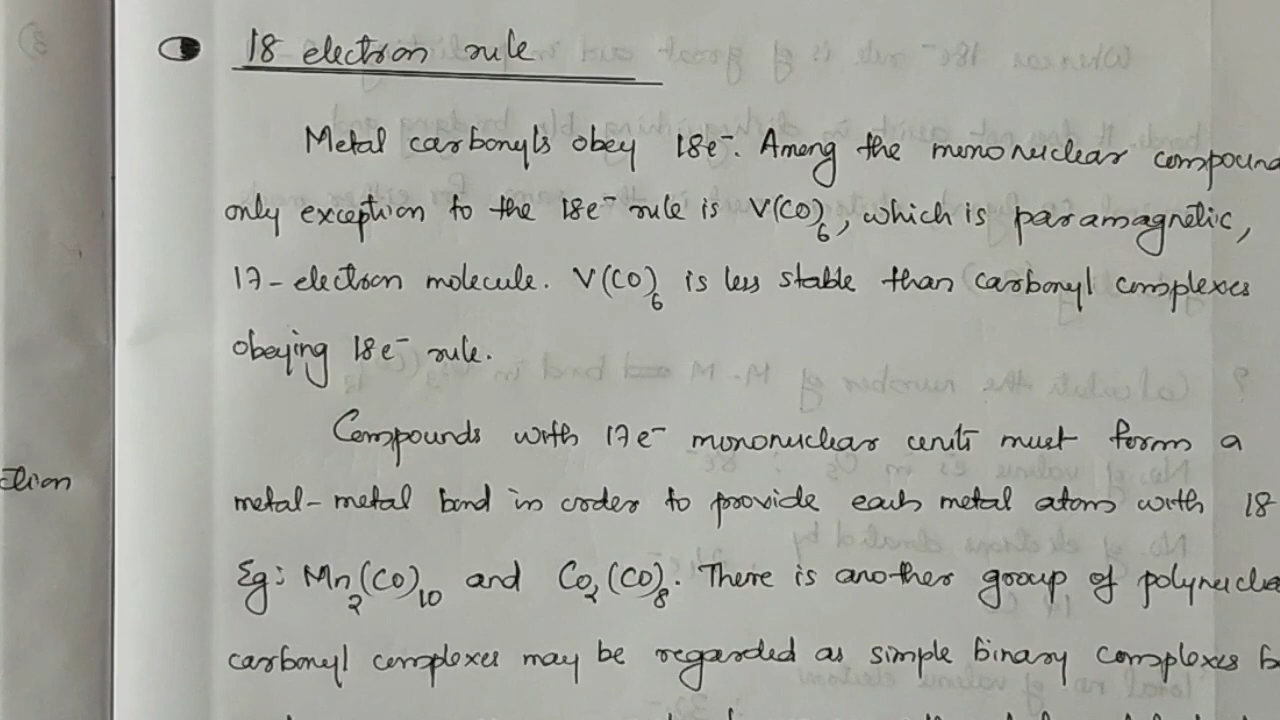 18 electron rule
Metal carbonyls obey 18e⁻. Among the mononuclear compound
only exception to the 18e⁻ rule is V(CO)₆, which is paramagnetic,
17-electron molecule. V(CO)₆ is less stable than carbonyl complexes
obeying 18e⁻ rule.
Compounds with 17e⁻ mononuclear units must form a
metal-metal bond in order to provide each metal atom with 18
ction
Eg: Mn₂(CO)₁₀ and Co₂(CO)₈. There is another group of polynucle
carbonyl complexes may be regarded as simple binary complexes b